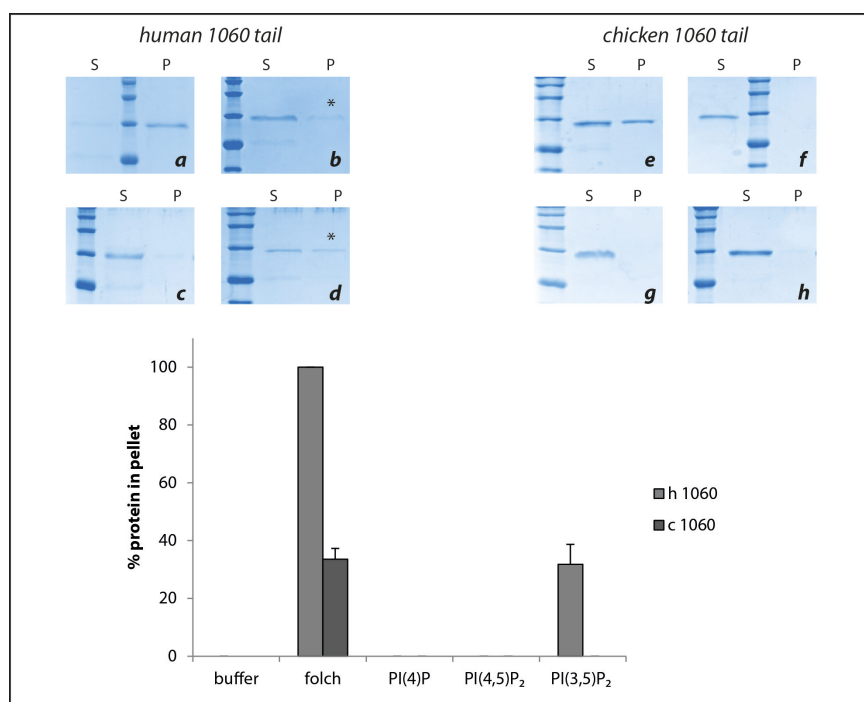 human 1060 tail
chicken 1060 tail
S P S P S P S P
* a b e f
S P S P S P S P
* c d g h
100
80
60
40
20
0
% protein in pellet
h 1060
c 1060
buffer folch PI(4)P PI(4,5)P₂ PI(3,5)P₂